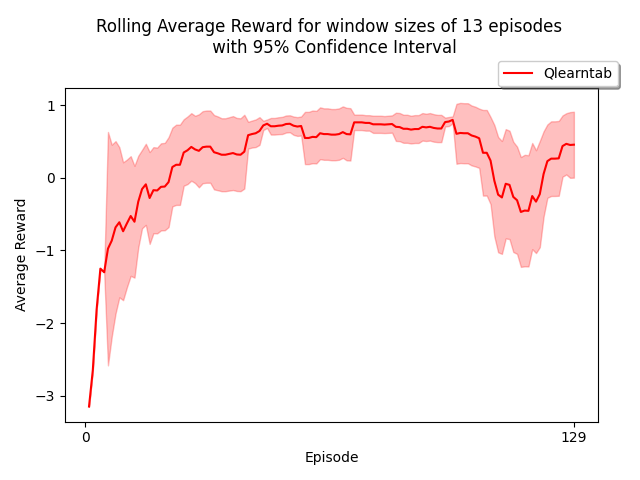 Rolling Average Reward for window sizes of 13 episodes
with 95% Confidence Interval
Qlearntab
1
0
−1
−2
−3
Average Reward
0
129
Episode